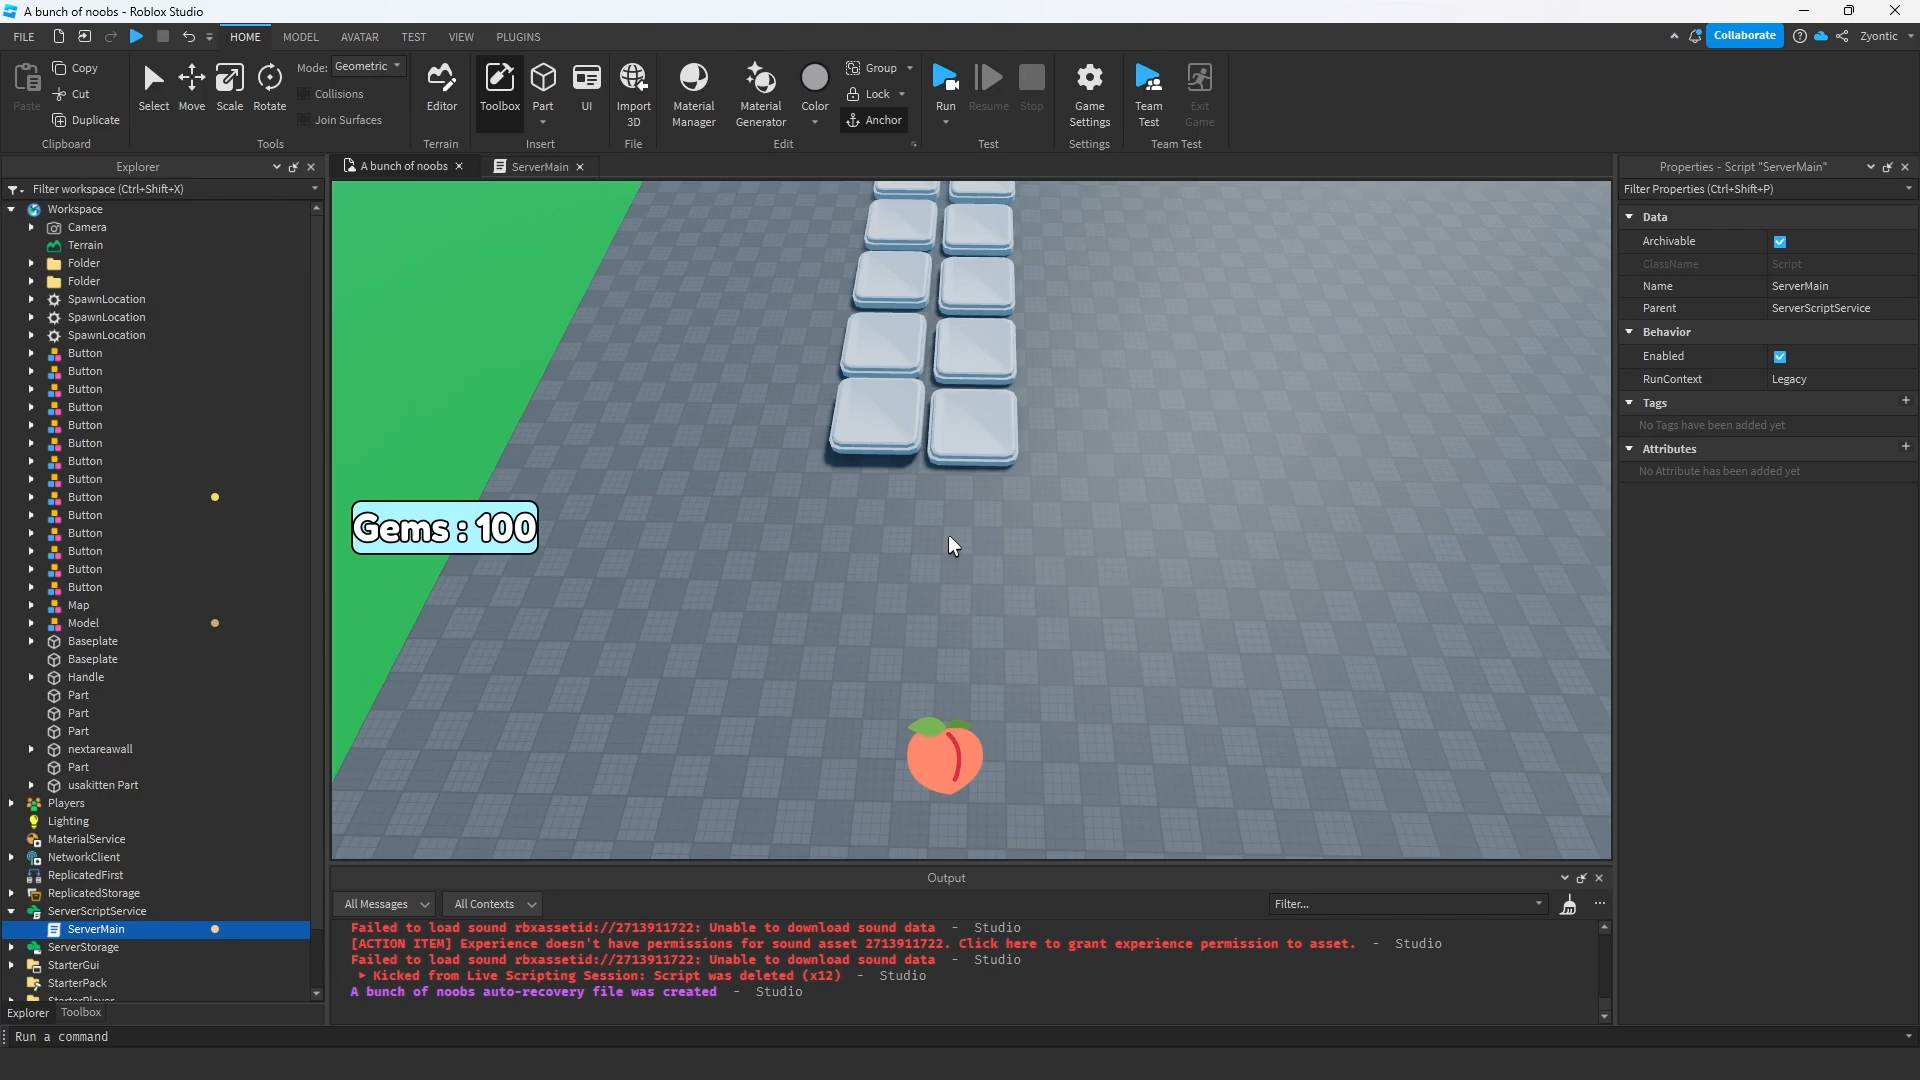 A bunch of noobs - Roblox Studio
FILE HOME MODEL AVATAR TEST VIEW PLUGINS Collaborate Zyontic
Paste Copy Cut Duplicate Clipboard
Select Move Scale Rotate Mode: Geometric Collisions Join Surfaces Tools
Editor Terrain
Toolbox Part UI Insert
Import 3D File
Material Manager Material Generator Color Group Lock Anchor Edit
Run Resume Stop Test
Game Settings Settings
Team Test Exit Game Team Test
Explorer
Filter workspace (Ctrl+Shift+X)
Workspace
Camera
Terrain
Folder
Folder
SpawnLocation
SpawnLocation
SpawnLocation
Button
Button
Button
Button
Button
Button
Button
Button
Button
Button
Button
Button
Button
Button
Map
Model
Baseplate
Baseplate
Handle
Part
Part
Part
nextareawall
Part
usakitten Part
Players
Lighting
MaterialService
NetworkClient
ReplicatedFirst
ReplicatedStorage
ServerScriptService
ServerMain
ServerStorage
StarterGui
StarterPack
StarterPlayer
Explorer Toolbox
A bunch of noobs ServerMain
Gems : 100
Output
All Messages All Contexts Filter...
Failed to load sound rbxassetid://2713911722: Unable to download sound data - Studio
[ACTION ITEM] Experience doesn't have permissions for sound asset 2713911722. Click here to grant experience permission to asset. - Studio
Failed to load sound rbxassetid://2713911722: Unable to download sound data - Studio
Kicked from Live Scripting Session: Script was deleted (x12) - Studio
A bunch of noobs auto-recovery file was created - Studio
Properties - Script "ServerMain"
Filter Properties (Ctrl+Shift+P)
Data
Archivable
ClassName Script
Name ServerMain
Parent ServerScriptService
Behavior
Enabled
RunContext Legacy
Tags
No Tags have been added yet
Attributes
No Attribute has been added yet
Run a command